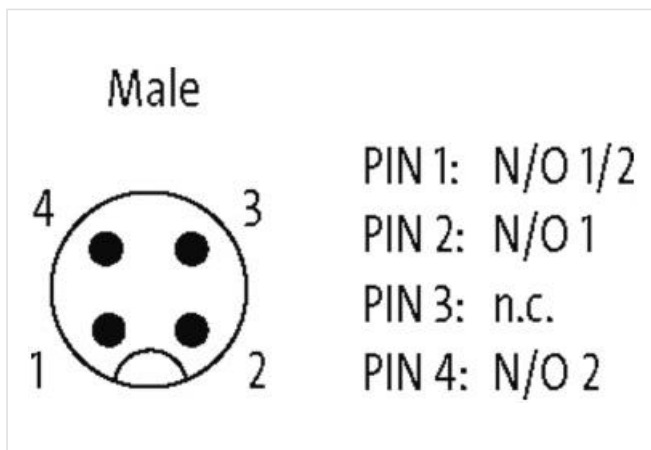 Male
4 3
1 2
PIN 1: N/O 1/2
PIN 2: N/O 1
PIN 3: n.c.
PIN 4: N/O 2